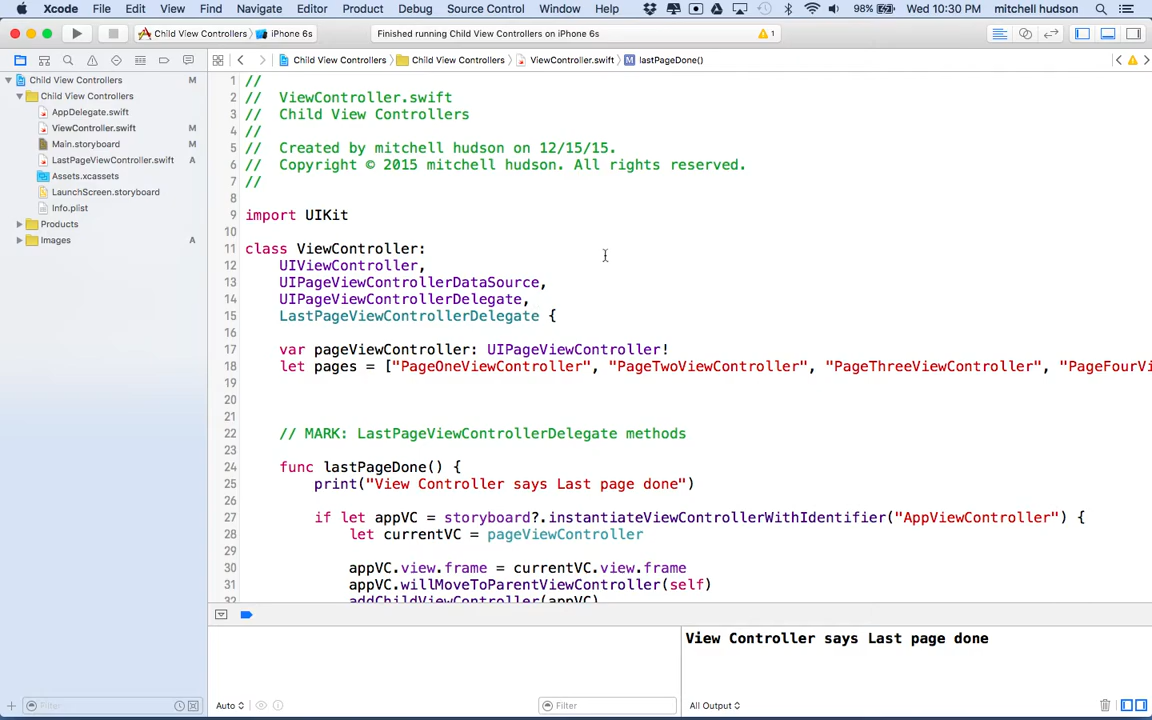 Xcode File Edit View Find Navigate Editor Product Debug Source Control Window Help 98% Wed 10:30 PM mitchell hudson
Child View Controllers iPhone 6s Finished running Child View Controllers on iPhone 6s 1
Child View Controllers Child View Controllers ViewController.swift M lastPageDone()
Child View Controllers
Child View Controllers
AppDelegate.swift
ViewController.swift M
Main.storyboard M
LastPageViewController.swift A
Assets.xcassets
LaunchScreen.storyboard
Info.plist
Products
Images A
1 //
2 // ViewController.swift
3 // Child View Controllers
4 //
5 // Created by mitchell hudson on 12/15/15.
6 // Copyright © 2015 mitchell hudson. All rights reserved.
7 //
8
9 import UIKit
10
11 class ViewController:
12 UIViewController,
13 UIPageViewControllerDataSource,
14 UIPageViewControllerDelegate,
15 LastPageViewControllerDelegate {
16
17 var pageViewController: UIPageViewController!
18 let pages = ["PageOneViewController", "PageTwoViewController", "PageThreeViewController", "PageFourVi
19
20
21
22 // MARK: LastPageViewControllerDelegate methods
23
24 func lastPageDone() {
25 print("View Controller says Last page done")
26
27 if let appVC = storyboard?.instantiateViewControllerWithIdentifier("AppViewController") {
28 let currentVC = pageViewController
29
30 appVC.view.frame = currentVC.view.frame
31 appVC.willMoveToParentViewController(self)
32 addChildViewController(appVC)
View Controller says Last page done
Filter Auto Filter All Output